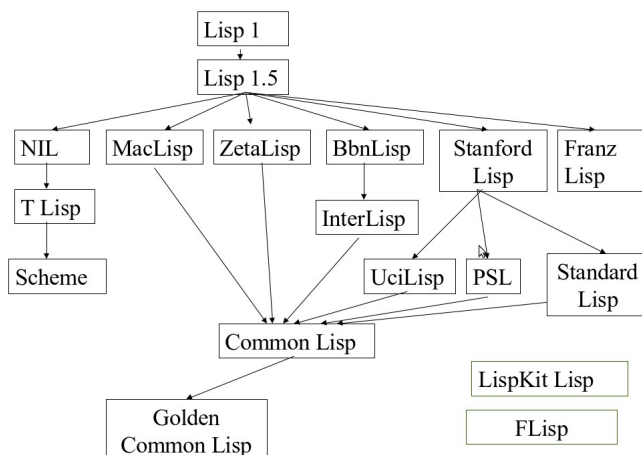 Lisp 1
Lisp 1.5
NIL
MacLisp
ZetaLisp
BbnLisp
Stanford
Lisp
Franz
Lisp
T Lisp
InterLisp
Scheme
UciLisp
PSL
Standard
Lisp
Common Lisp
LispKit Lisp
Golden
Common Lisp
FLisp